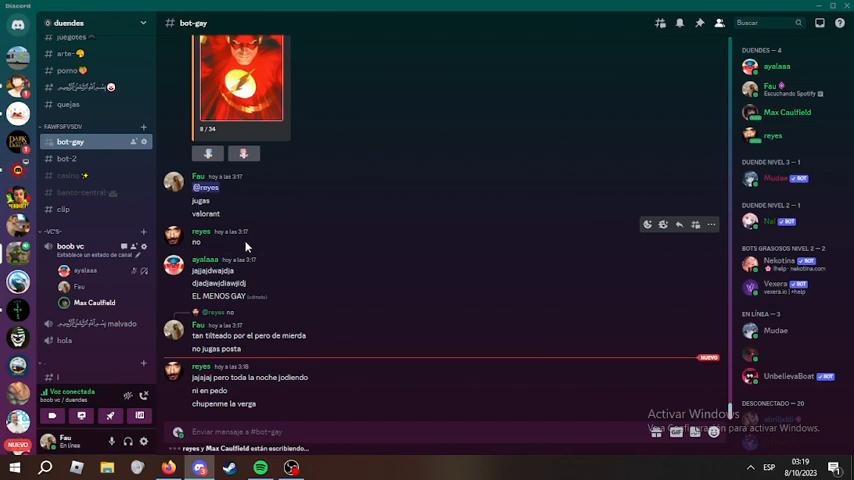 Discord
duendes
# bot-gay
Buscar
juegotes
arte-
porno
quejas
FAWFSFVSDV
bot-gay
bot-2
casino
banco-central
clip
-VC'S-
boob vc
Establece un estado de canal
ayalaaa
Fau
Max Caulfield
malvado
hola
Voz conectada
boob vc / duendes
Fau
En línea
NUEVO
8 / 34
Fau hoy a las 3:17
@reyes
jugas
valorant
reyes hoy a las 3:17
no
ayalaaa hoy a las 3:17
jajjajdwajdja
djadjawjdiawjidj
EL MENOS GAY (editado)
@reyes no
Fau hoy a las 3:17
tan tilteado por el pero de mierda
no jugas posta
NUEVO
reyes hoy a las 3:18
jajajaj pero toda la noche jodiendo
ni en pedo
chupenme la verga
Enviar mensaje a #bot-gay
reyes y Max Caulfield están escribiendo...
DUENDES — 4
ayalaaa
Fau
Escuchando Spotify
Max Caulfield
reyes
DUENDE NIVEL 3 — 1
Mudae BOT
DUENDE NIVEL 2 — 1
Nai BOT
BOTS GRASOSOS NIVEL 2 — 2
Nekotina BOT
!help · nekotina.com
Vexera BOT
vexera.io | +help
EN LÍNEA — 3
Mudae
UnbelievaBoat BOT
DESCONECTADO — 20
Activar Windows
Ve a Configuración para activar Windows.
GIF
ESP
03:19
8/10/2023